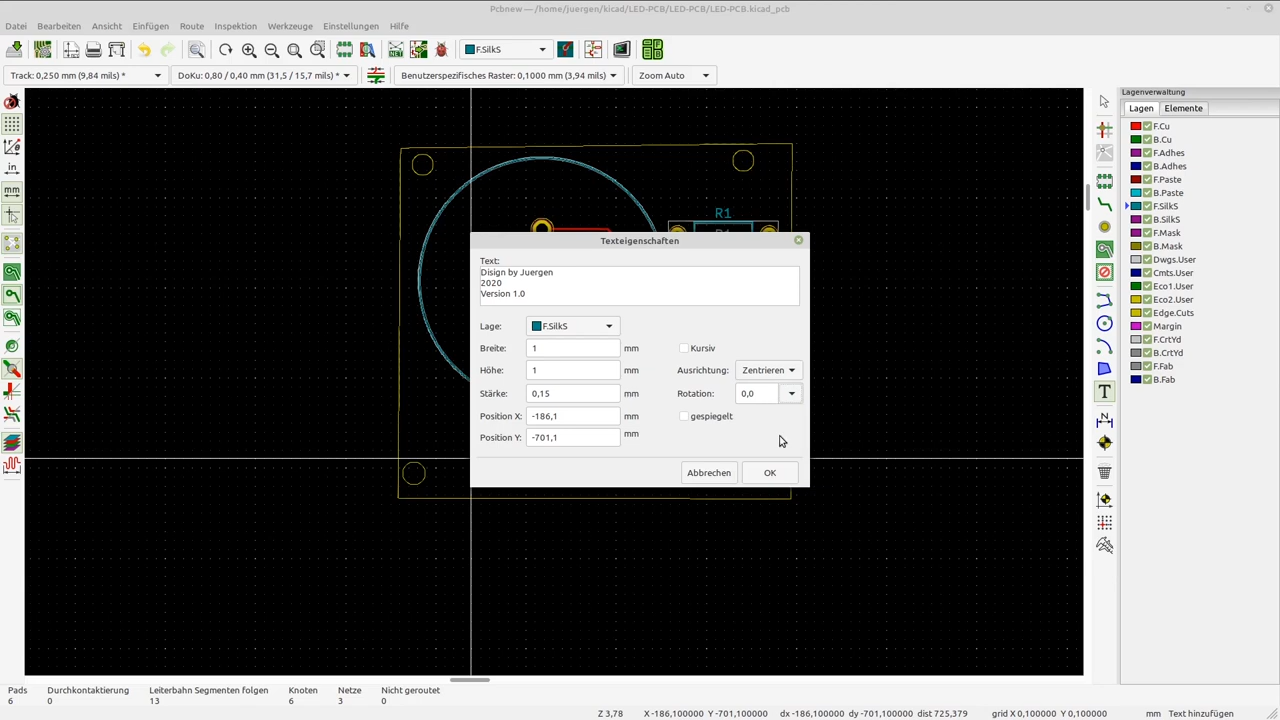 Pcbnew — /home/juergen/kicad/LED-PCB/LED-PCB/LED-PCB.kicad_pcb
Datei Bearbeiten Ansicht Einfügen Route Inspektion Werkzeuge Einstellungen Hilfe
F.SilkS
Track: 0,250 mm (9,84 mils) * DoKu: 0,80 / 0,40 mm (31,5 / 15,7 mils) * Benutzerspezifisches Raster: 0,1000 mm (3,94 mils) Zoom Auto
Lagenverwaltung
Lagen Elemente
F.Cu
B.Cu
F.Adhes
B.Adhes
F.Paste
B.Paste
F.SilkS
B.SilkS
F.Mask
B.Mask
Dwgs.User
Cmts.User
Eco1.User
Eco2.User
Edge.Cuts
Margin
F.CrtYd
B.CrtYd
F.Fab
B.Fab
in
mm
R1
Texteigenschaften
Text:
Disign by Juergen
2020
Version 1.0
Lage: F.SilkS
Breite: 1 mm Kursiv
Höhe: 1 mm Ausrichtung: Zentrieren
Stärke: 0,15 mm Rotation: 0,0
Position X: -186,1 mm gespiegelt
Position Y: -701,1 mm
Abbrechen OK
Pads Durchkontaktierung Leiterbahn Segmenten folgen Knoten Netze Nicht geroutet
6 0 13 6 3 0
Z 3,78 X -186,100000 Y -701,100000 dx -186,100000 dy -701,100000 dist 725,379 grid X 0,100000 Y 0,100000 mm Text hinzufügen